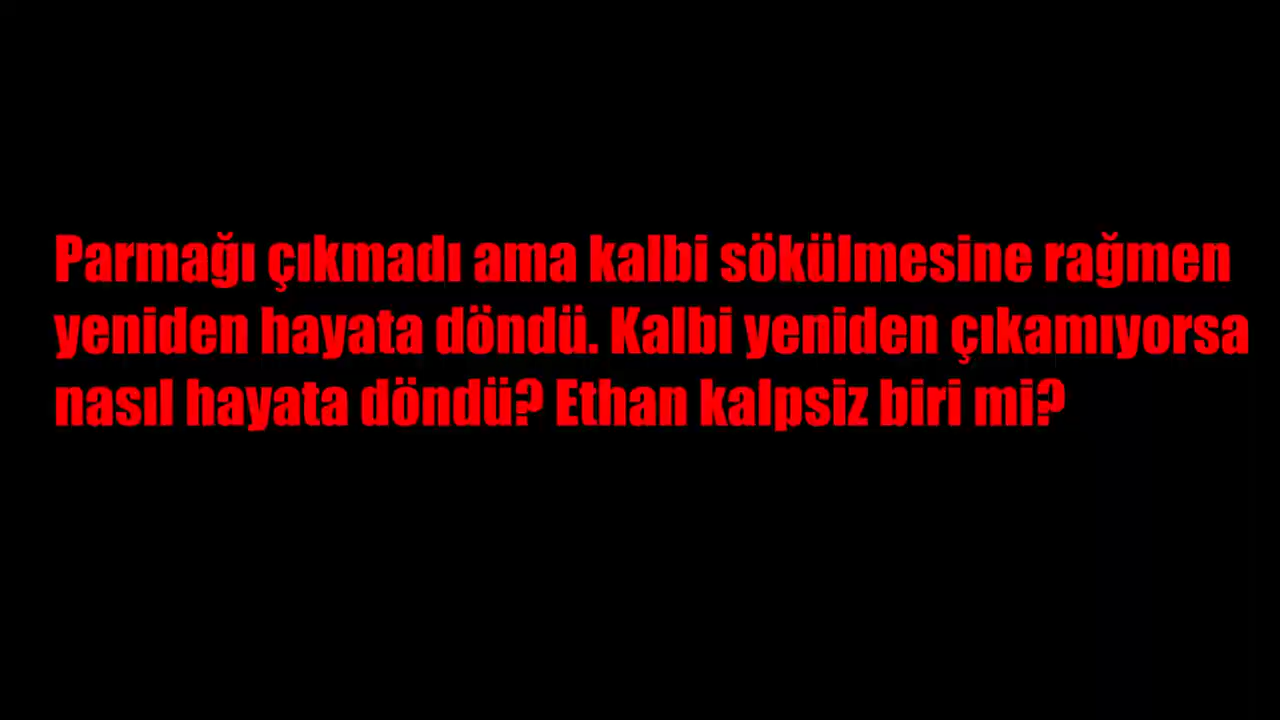 Parmağı çıkmadı ama kalbi sökülmesine rağmen
yeniden hayata döndü. Kalbi yeniden çıkamıyorsa
nasıl hayata döndü? Ethan kalpsiz biri mi?